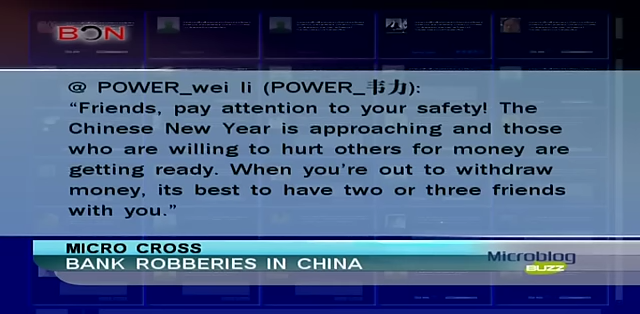 BON
@ POWER_wei li (POWER_韦力):
“Friends, pay attention to your safety! The
Chinese New Year is approaching and those
who are willing to hurt others for money are
getting ready. When you’re out to withdraw
money, its best to have two or three friends
with you.”
MICRO CROSS
BANK ROBBERIES IN CHINA
Microblog
BUZZ